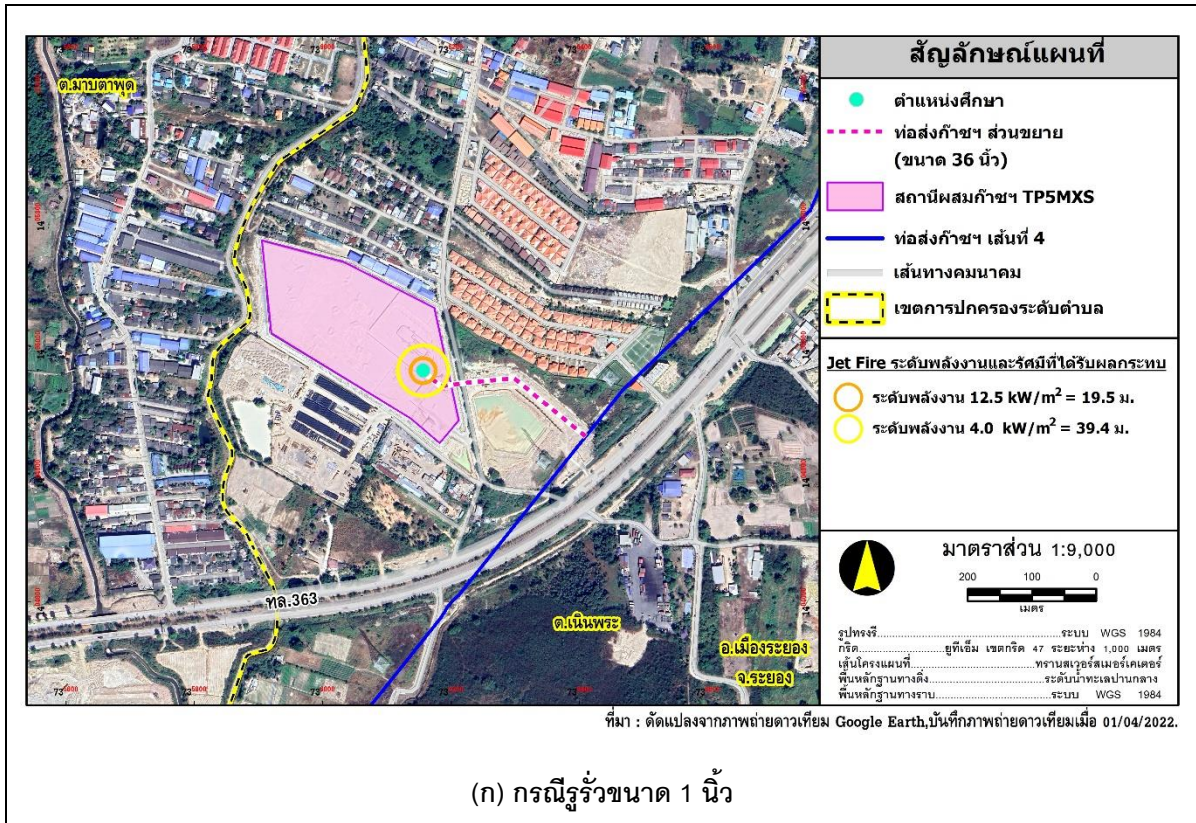 ต.มาบตาพุด
ทล.363
ต.เนินพระ
อ.เมืองระยอง
จ.ระยอง
สัญลักษณ์แผนที่
ตำแหน่งศึกษา
ท่อส่งก๊าซฯ ส่วนขยาย
(ขนาด 36 นิ้ว)
สถานีผสมก๊าซฯ TP5MXS
ท่อส่งก๊าซฯ เส้นที่ 4
เส้นทางคมนาคม
เขตการปกครองระดับตำบล
Jet Fire ระดับพลังงานและรัศมีที่ได้รับผลกระทบ
ระดับพลังงาน 12.5 kW/m² = 19.5 ม.
ระดับพลังงาน 4.0 kW/m² = 39.4 ม.
มาตราส่วน 1:9,000
200 100 0
เมตร
รูปทรงรี..............................ระบบ WGS 1984
กริด....................ยูทีเอ็ม เขตกริด 47 ระยะห่าง 1,000 เมตร
เส้นโครงแผนที่....................ทรานสเวอร์สเมอร์เคเตอร์
พื้นหลักฐานทางดิ่ง....................ระดับน้ำทะเลปานกลาง
พื้นหลักฐานทางราบ....................ระบบ WGS 1984
ที่มา : ดัดแปลงจากภาพถ่ายดาวเทียม Google Earth,บันทึกภาพถ่ายดาวเทียมเมื่อ 01/04/2022.
(ก) กรณีรูรั่วขนาด 1 นิ้ว